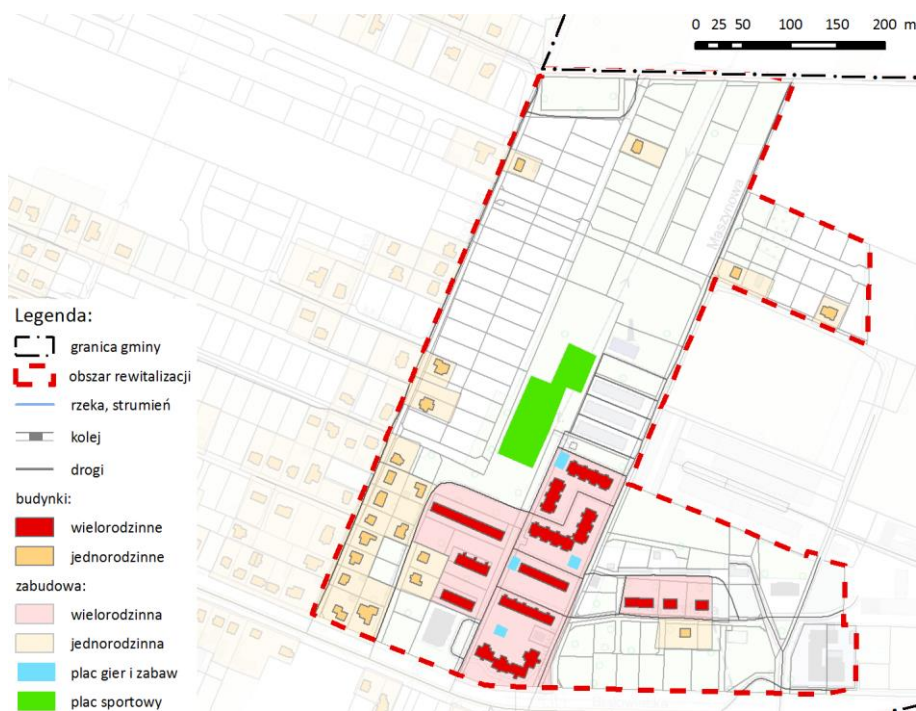 0 25 50 100 150 200 m
Maszynowa
Legenda:
granica gminy
obszar rewitalizacji
rzeka, strumień
kolej
drogi
budynki:
wielorodzinne
jednorodzinne
zabudowa:
wielorodzinna
jednorodzinna
plac gier i zabaw
plac sportowy